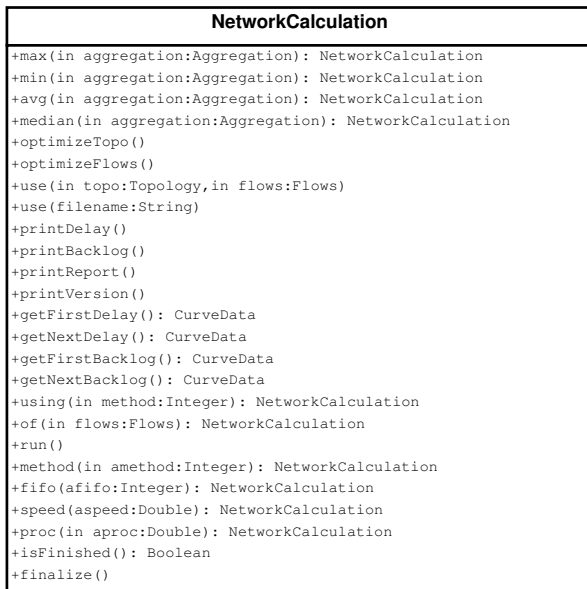 NetworkCalculation
+max(in aggregation:Aggregation): NetworkCalculation
+min(in aggregation:Aggregation): NetworkCalculation
+avg(in aggregation:Aggregation): NetworkCalculation
+median(in aggregation:Aggregation): NetworkCalculation
+optimizeTopo()
+optimizeFlows()
+use(in topo:Topology,in flows:Flows)
+use(filename:String)
+printDelay()
+printBacklog()
+printReport()
+printVersion()
+getFirstDelay(): CurveData
+getNextDelay(): CurveData
+getFirstBacklog(): CurveData
+getNextBacklog(): CurveData
+using(in method:Integer): NetworkCalculation
+of(in flows:Flows): NetworkCalculation
+run()
+method(in amethod:Integer): NetworkCalculation
+fifo(afifo:Integer): NetworkCalculation
+speed(aspeed:Double): NetworkCalculation
+proc(in aproc:Double): NetworkCalculation
+isFinished(): Boolean
+finalize()